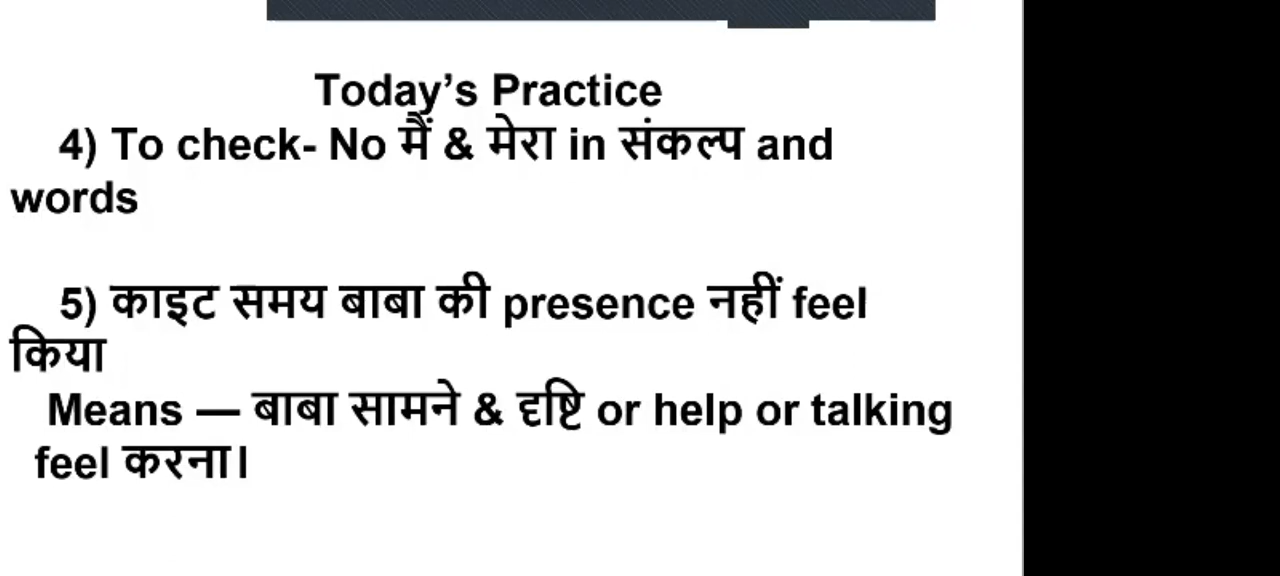 Today’s Practice
4) To check- No मैं & मेरा in संकल्प and
words
5) काइट समय बाबा की presence नहीं feel
किया
Means — बाबा सामने & दृष्टि or help or talking
feel करना।